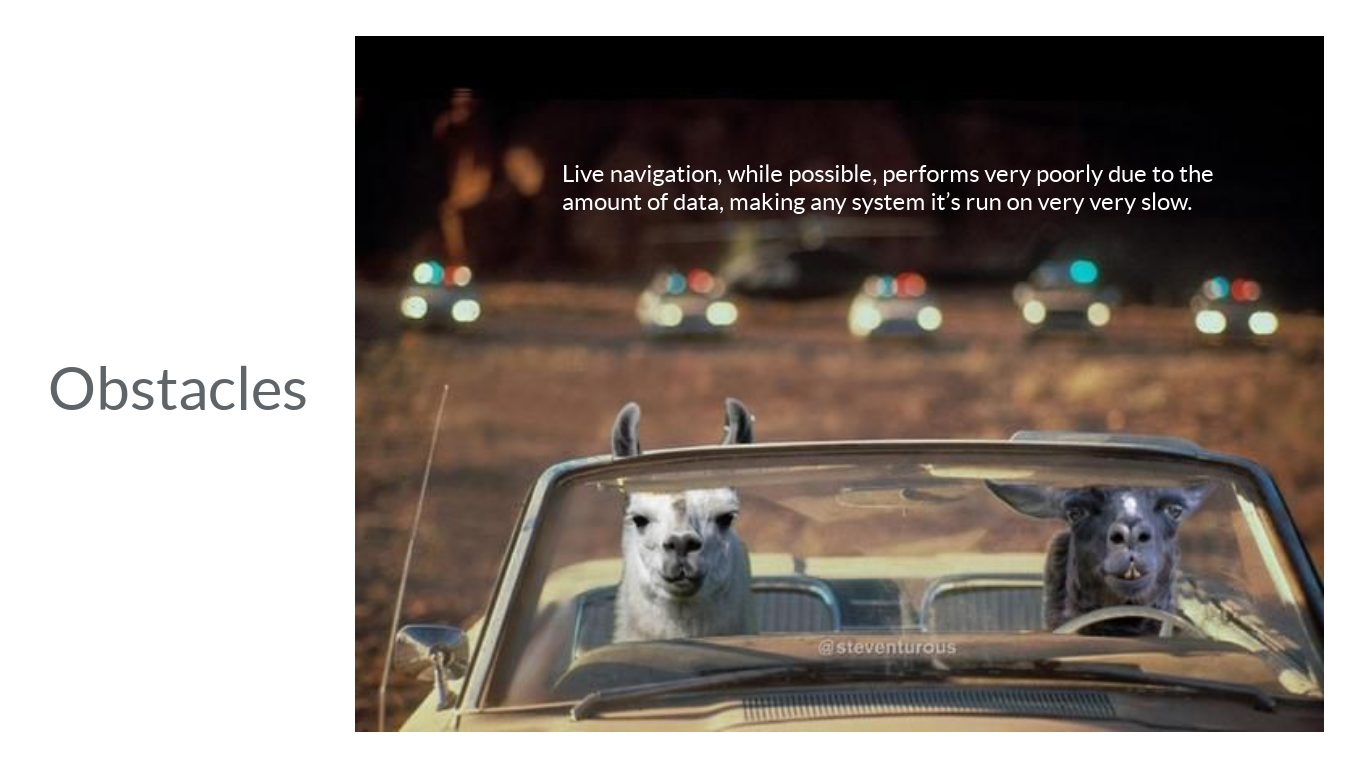 Live navigation, while possible, performs very poorly due to the
amount of data, making any system it’s run on very very slow.
Obstacles
@steventurous